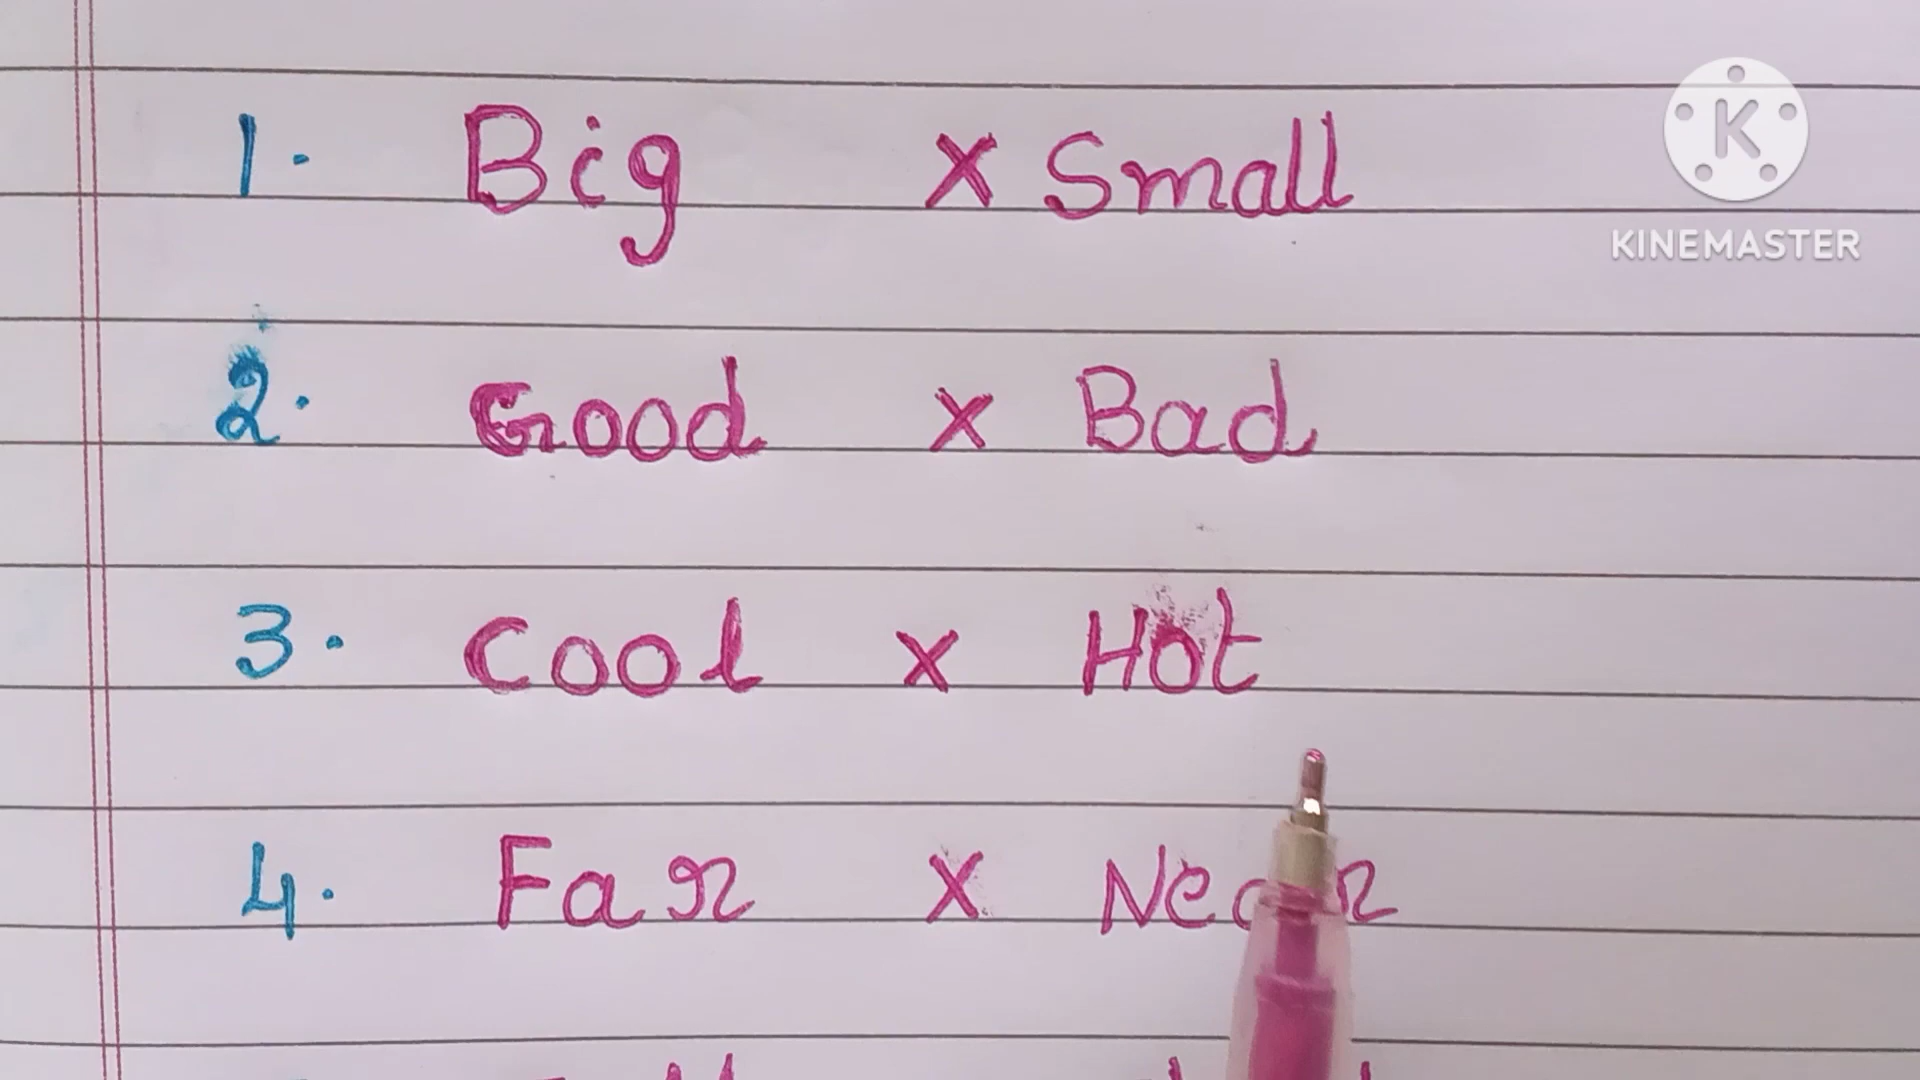 1. Big X Small
KINEMASTER
2. Good X Bad
3. Cool X Hot
4. Far X Near